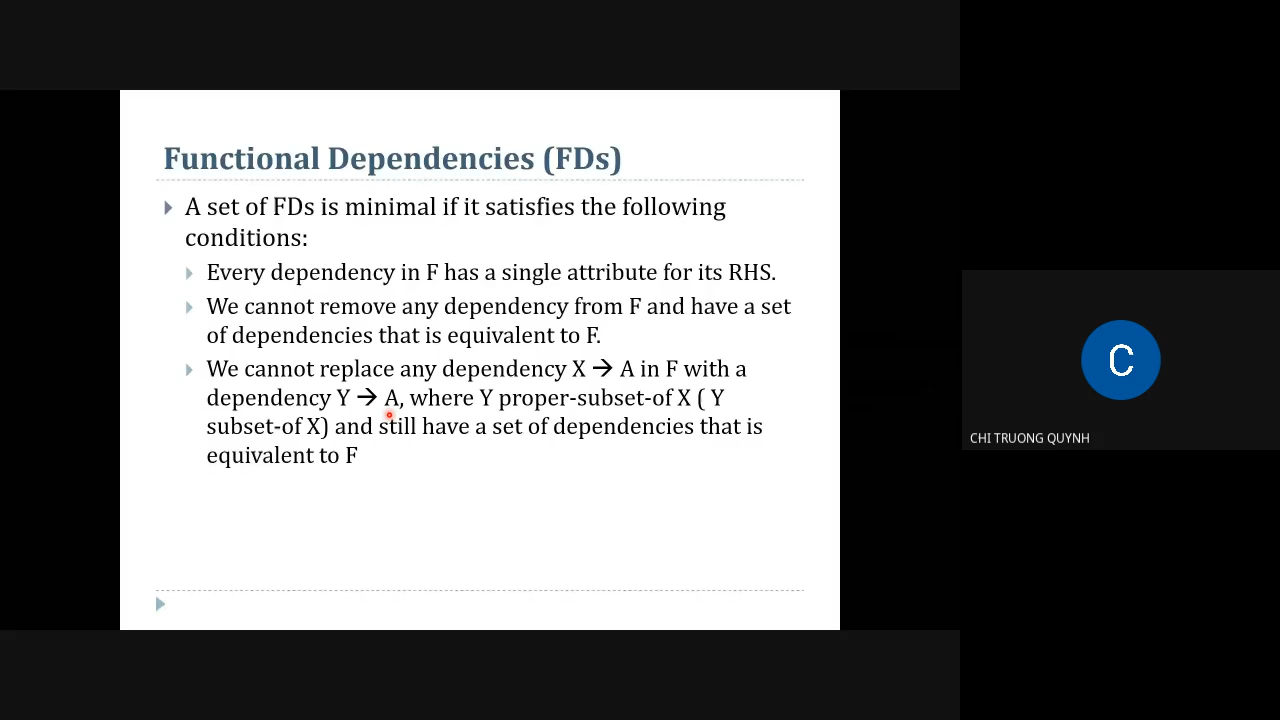 Functional Dependencies (FDs)
A set of FDs is minimal if it satisfies the following
conditions:
Every dependency in F has a single attribute for its RHS.
We cannot remove any dependency from F and have a set
of dependencies that is equivalent to F.
We cannot replace any dependency X → A in F with a
dependency Y → A, where Y proper-subset-of X ( Y
subset-of X) and still have a set of dependencies that is
equivalent to F
C
CHI TRUONG QUYNH